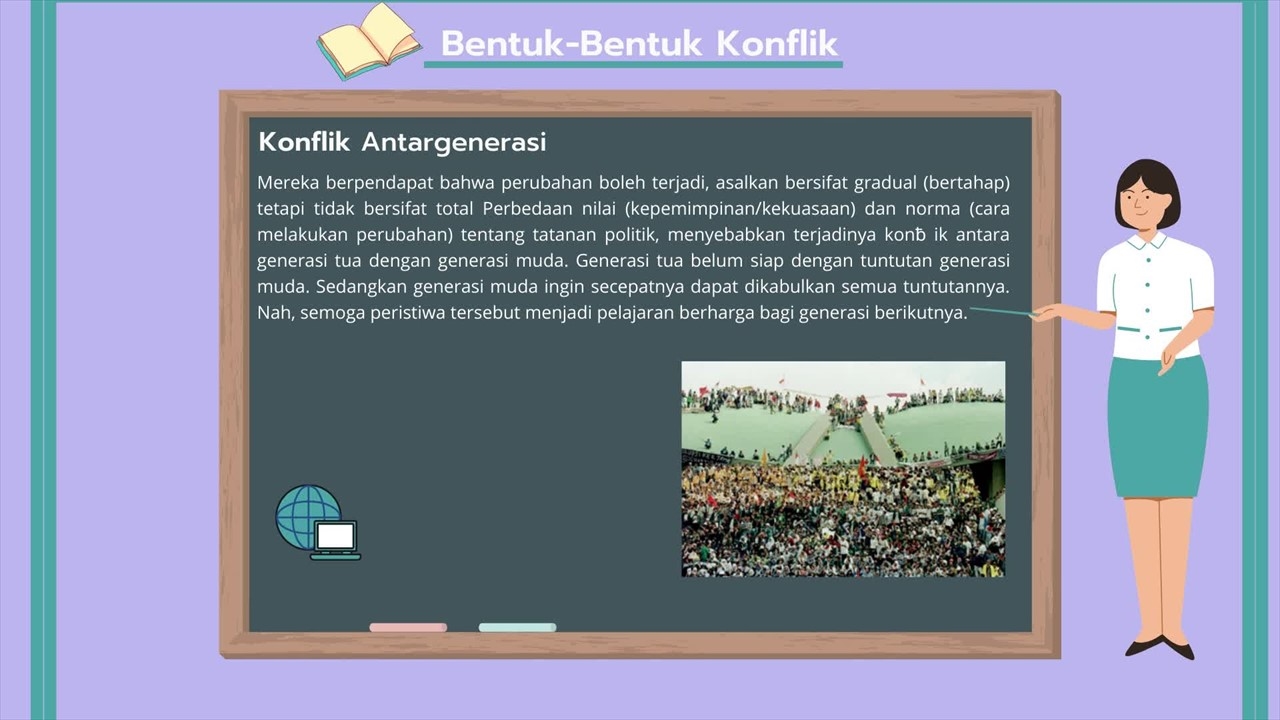 Bentuk-Bentuk Konflik
Konflik Antargenerasi
Mereka berpendapat bahwa perubahan boleh terjadi, asalkan bersifat gradual (bertahap)
tetapi tidak bersifat total Perbedaan nilai (kepemimpinan/kekuasaan) dan norma (cara
melakukan perubahan) tentang tatanan politik, menyebabkan terjadinya konƀ ik antara
generasi tua dengan generasi muda. Generasi tua belum siap dengan tuntutan generasi
muda. Sedangkan generasi muda ingin secepatnya dapat dikabulkan semua tuntutannya.
Nah, semoga peristiwa tersebut menjadi pelajaran berharga bagi generasi berikutnya.